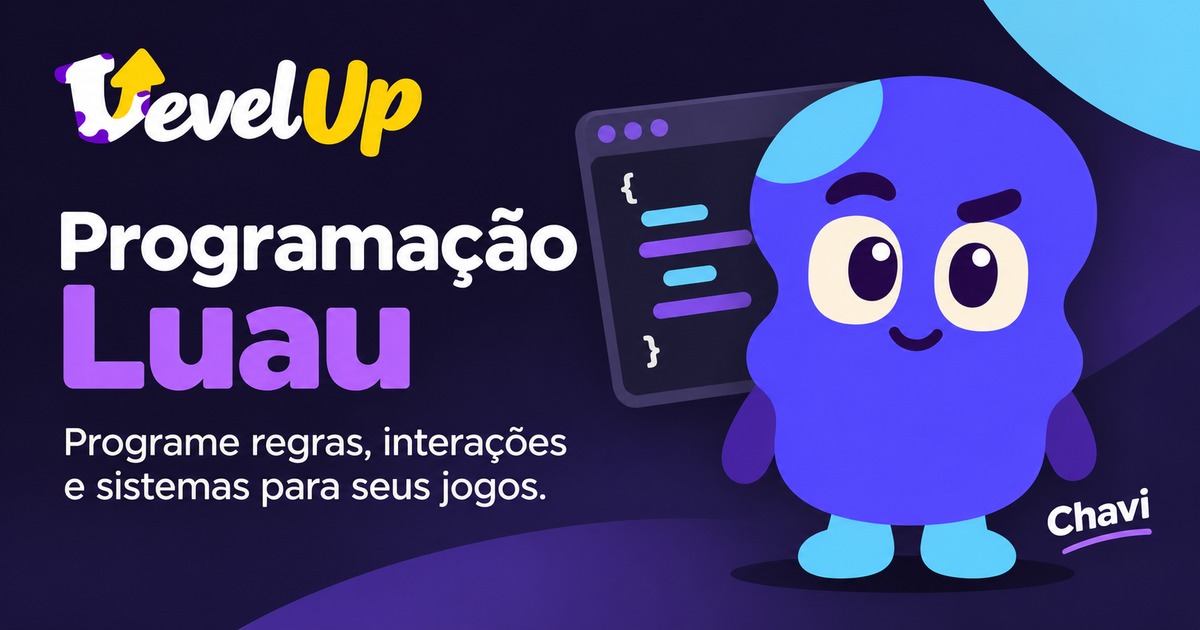 LevelUp
Programação
Luau
Programe regras, interações
e sistemas para seus jogos.
{
}
Chavi